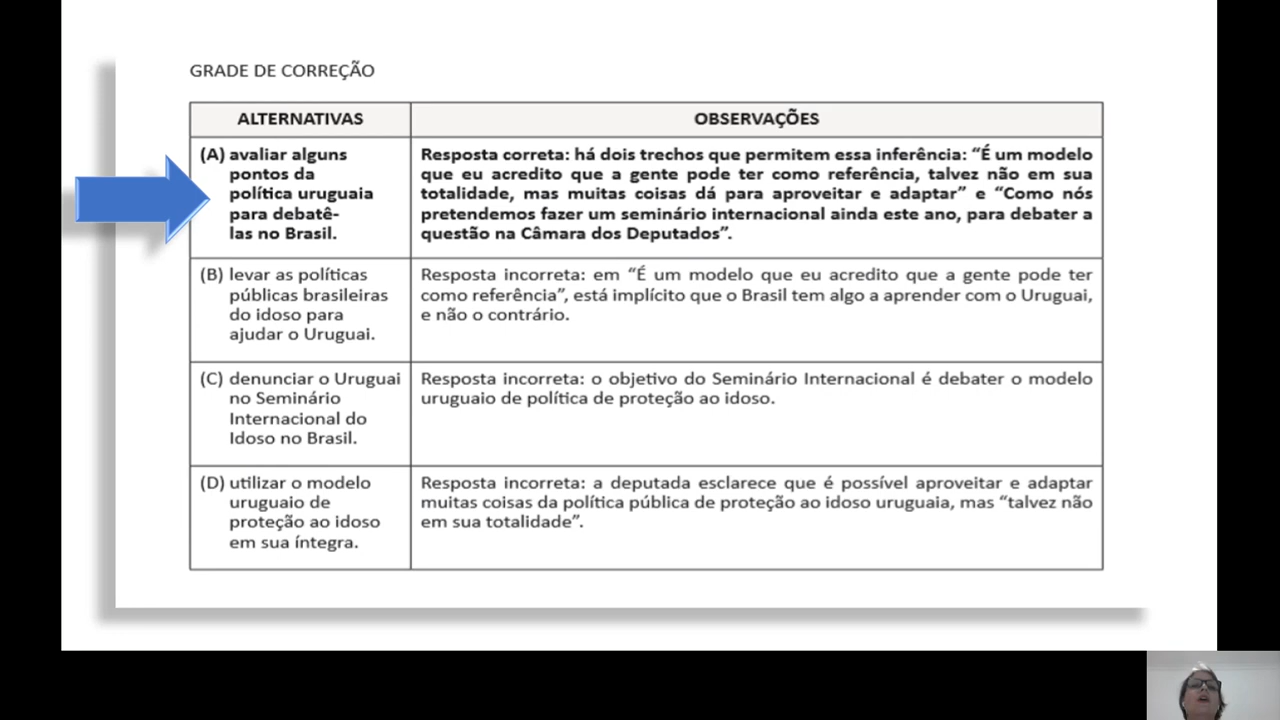 GRADE DE CORREÇÃO
ALTERNATIVAS
OBSERVAÇÕES
(A) avaliar alguns
pontos da
política uruguaia
para debatê-
las no Brasil.
Resposta correta: há dois trechos que permitem essa inferência: “É um modelo
que eu acredito que a gente pode ter como referência, talvez não em sua
totalidade, mas muitas coisas dá para aproveitar e adaptar” e “Como nós
pretendemos fazer um seminário internacional ainda este ano, para debater a
questão na Câmara dos Deputados”.
(B) levar as políticas
públicas brasileiras
do idoso para
ajudar o Uruguai.
Resposta incorreta: em “É um modelo que eu acredito que a gente pode ter
como referência”, está implícito que o Brasil tem algo a aprender com o Uruguai,
e não o contrário.
(C) denunciar o Uruguai
no Seminário
Internacional do
Idoso no Brasil.
Resposta incorreta: o objetivo do Seminário Internacional é debater o modelo
uruguaio de política de proteção ao idoso.
(D) utilizar o modelo
uruguaio de
proteção ao idoso
em sua íntegra.
Resposta incorreta: a deputada esclarece que é possível aproveitar e adaptar
muitas coisas da política pública de proteção ao idoso uruguaia, mas “talvez não
em sua totalidade”.